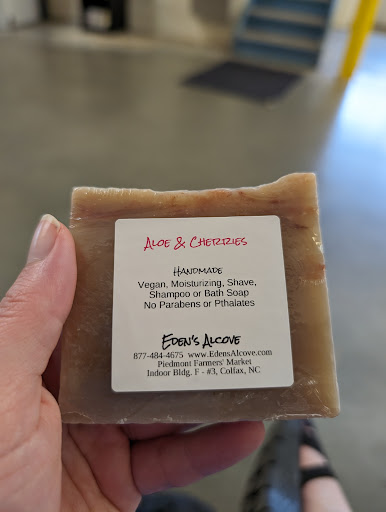 ALOE & CHERRIES
HANDMADE
Vegan, Moisturizing, Shave,
Shampoo or Bath Soap
No Parabens or Pthalates
EDEN'S ALCOVE
877-484-4675 www.EdensAlcove.com
Piedmont Farmers' Market
Indoor Bldg. F - #3, Colfax, NC